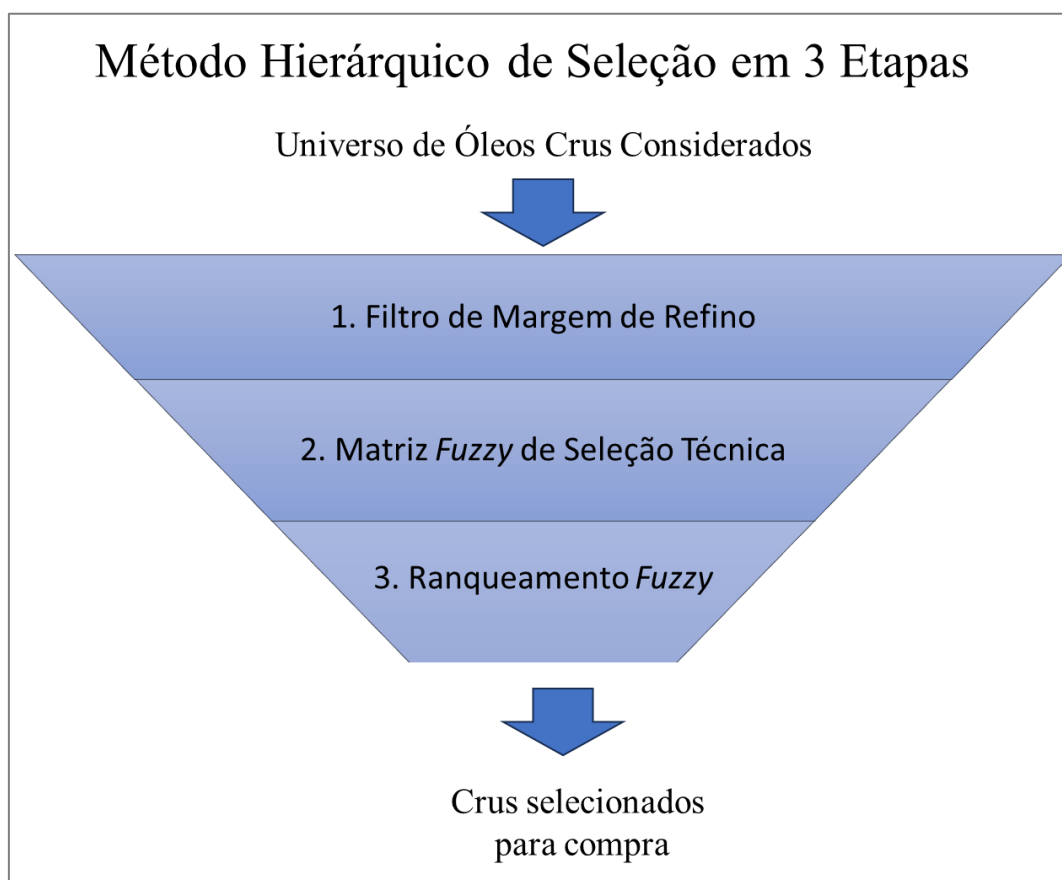 Método Hierárquico de Seleção em 3 Etapas
Universo de Óleos Crus Considerados
1. Filtro de Margem de Refino
2. Matriz Fuzzy de Seleção Técnica
3. Ranqueamento Fuzzy
Crus selecionados
para compra